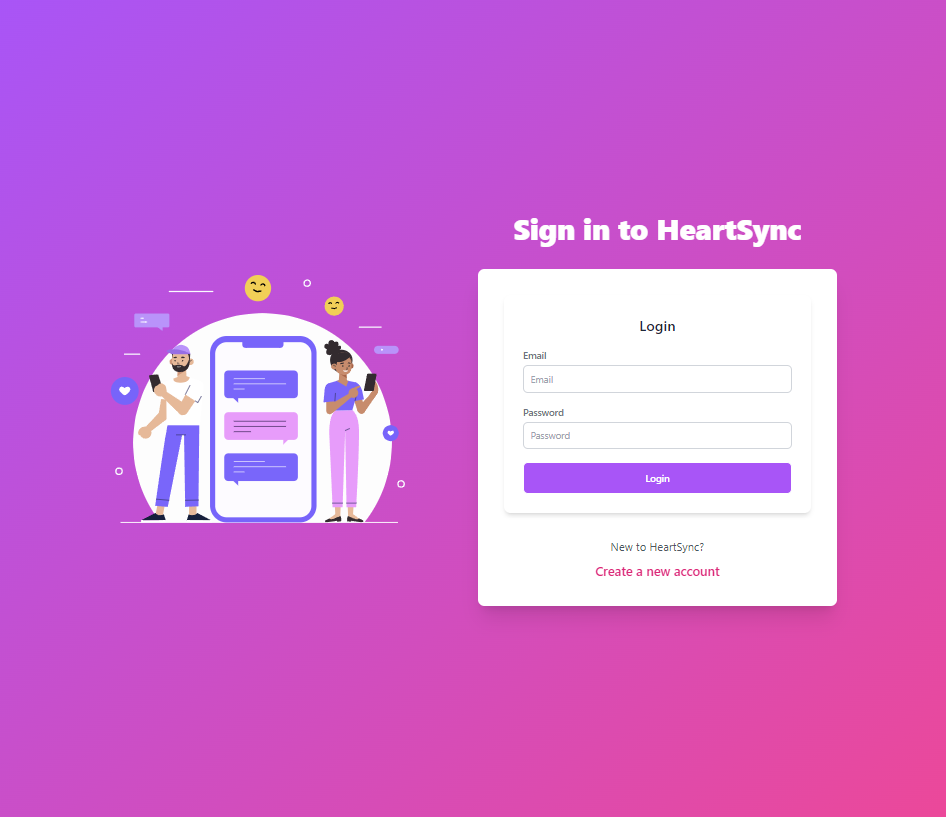 Sign in to HeartSync
Login
Email
Email
Password
Password
Login
New to HeartSync?
Create a new account